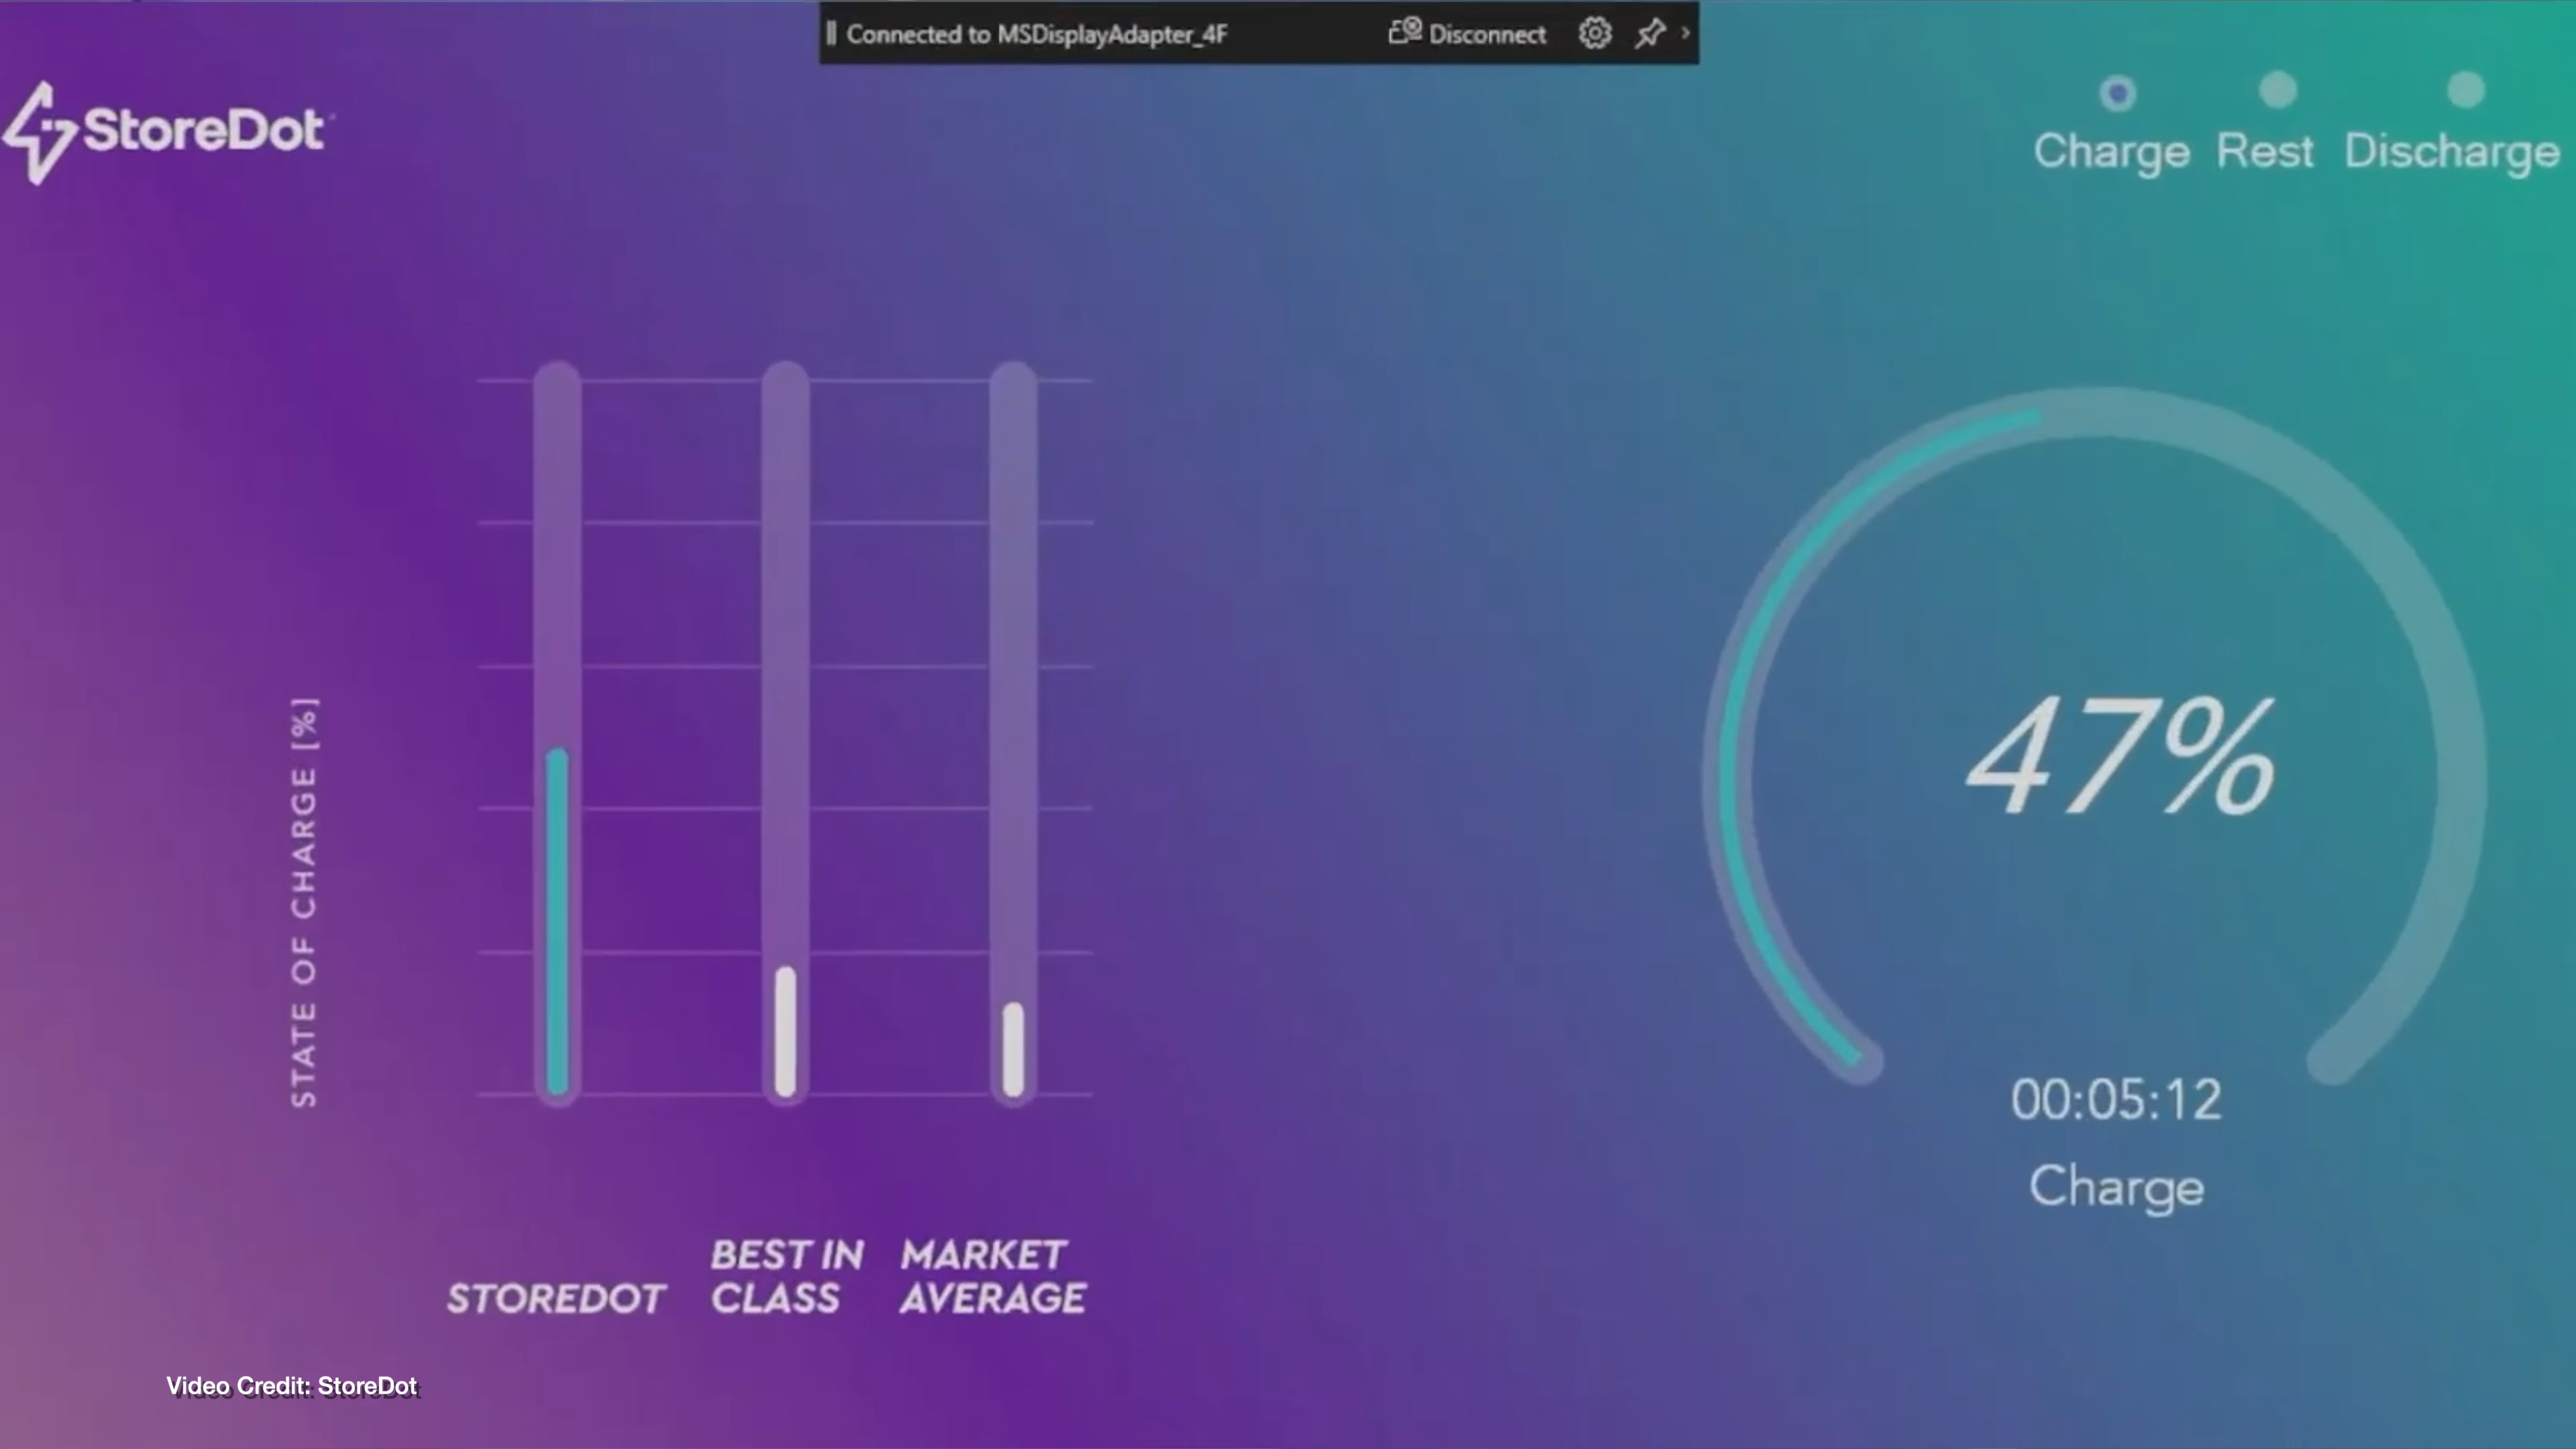 Connected to MSDisplayAdapter_4F
Disconnect
StoreDot
Charge Rest Discharge
STATE OF CHARGE [%]
47%
00:05:12
Charge
STOREDOT
BEST IN
CLASS
MARKET
AVERAGE
Video Credit: StoreDot